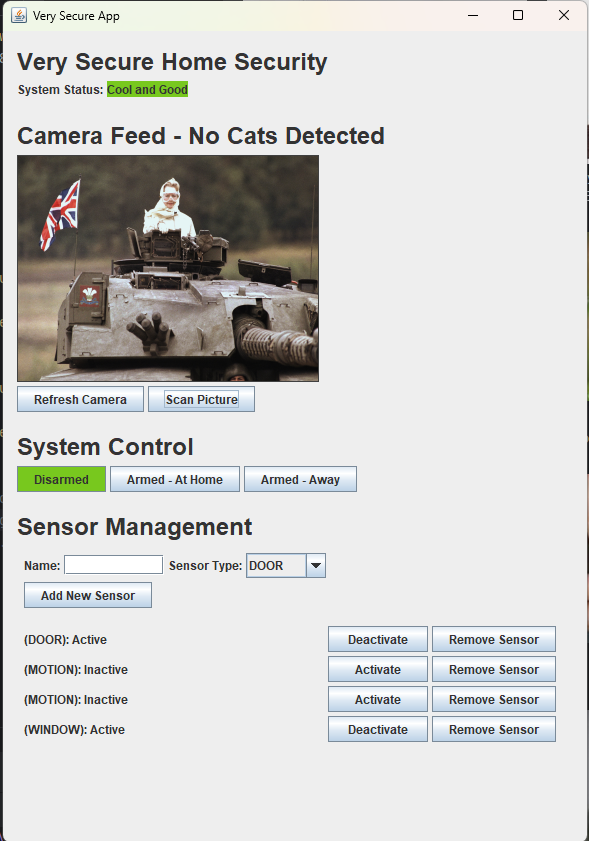 Very Secure App
Very Secure Home Security
System Status: Cool and Good
Camera Feed - No Cats Detected
Refresh Camera Scan Picture
System Control
Disarmed Armed - At Home Armed - Away
Sensor Management
Name: Sensor Type: DOOR
Add New Sensor
(DOOR): Active Deactivate Remove Sensor
(MOTION): Inactive Activate Remove Sensor
(MOTION): Inactive Activate Remove Sensor
(WINDOW): Active Deactivate Remove Sensor